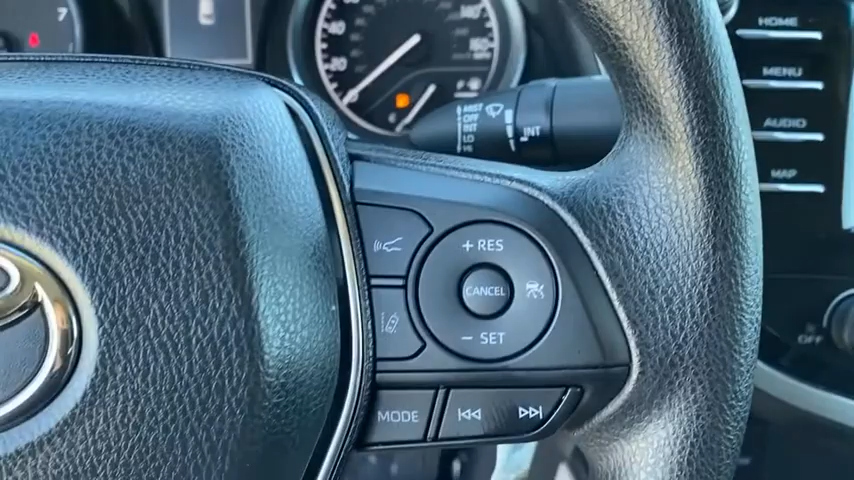 HOME
MENU
AUDIO
MAP
MIST
OFF
INT
LO
HI
INT
+ RES
CANCEL
− SET
MODE
OFF